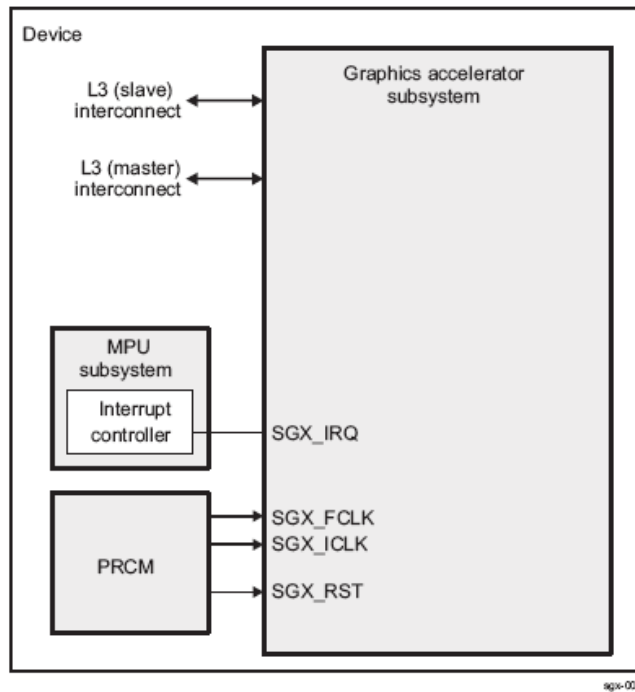 Device
Graphics accelerator
subsystem
L3 (slave)
interconnect
L3 (master)
interconnect
MPU
subsystem
Interrupt
controller
SGX_IRQ
PRCM
SGX_FCLK
SGX_ICLK
SGX_RST